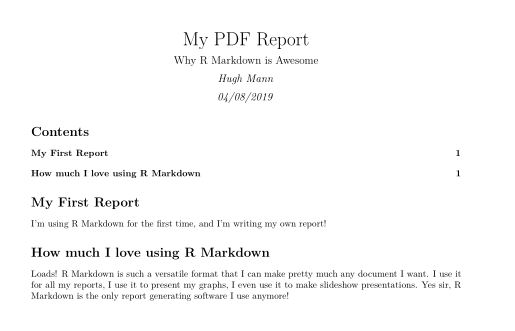 My PDF Report
Why R Markdown is Awesome
Hugh Mann
04/08/2019
Contents
My First Report 1
How much I love using R Markdown 1
My First Report
I'm using R Markdown for the first time, and I'm writing my own report!
How much I love using R Markdown
Loads! R Markdown is such a versatile format that I can make pretty much any document I want. I use it
for all my reports, I use it to present my graphs, I even use it to make slideshow presentations. Yes sir, R
Markdown is the only report generating software I use anymore!